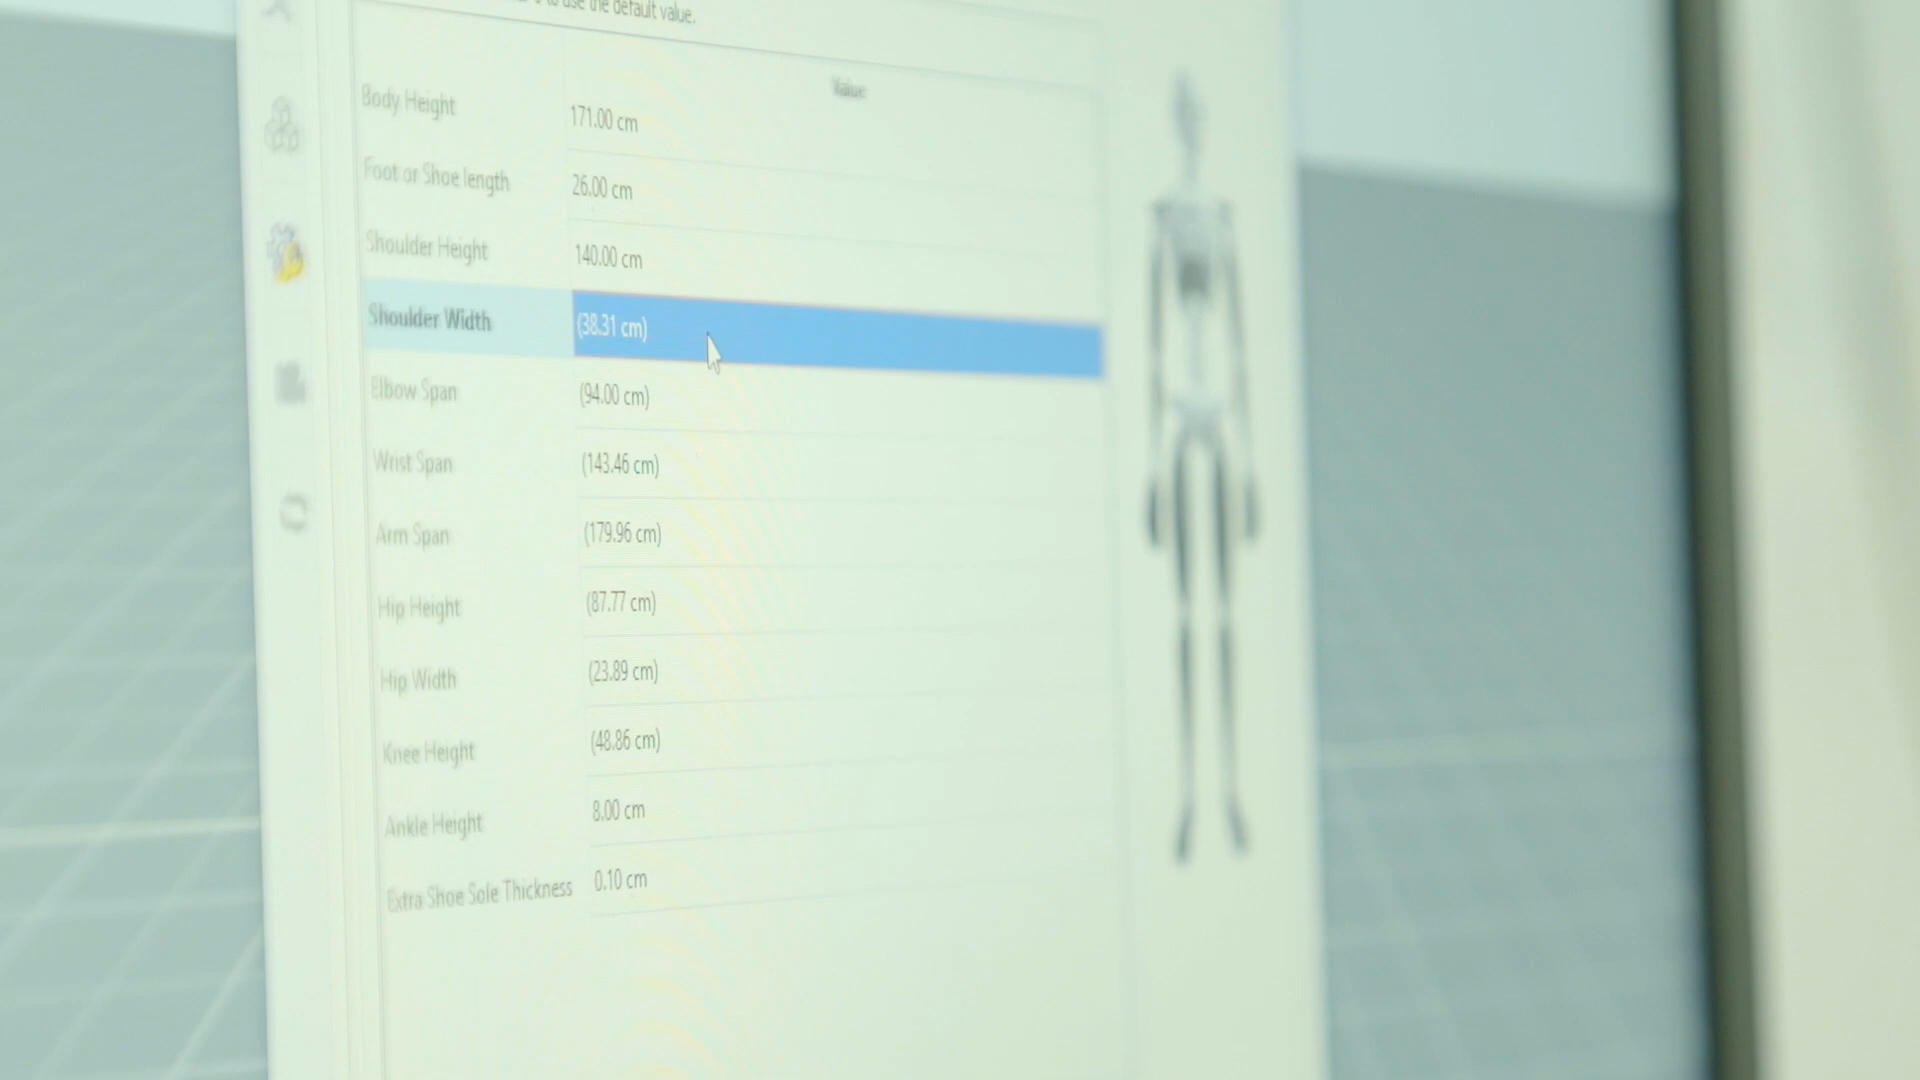 to use the default value.
Value
Body Height 171.00 cm
Foot or Shoe length 26.00 cm
Shoulder Height 140.00 cm
Shoulder Width (38.31 cm)
Elbow Span (94.00 cm)
Wrist Span (143.46 cm)
Arm Span (179.96 cm)
Hip Height (87.77 cm)
Hip Width (23.89 cm)
Knee Height (48.86 cm)
Ankle Height 8.00 cm
Extra Shoe Sole Thickness 0.10 cm